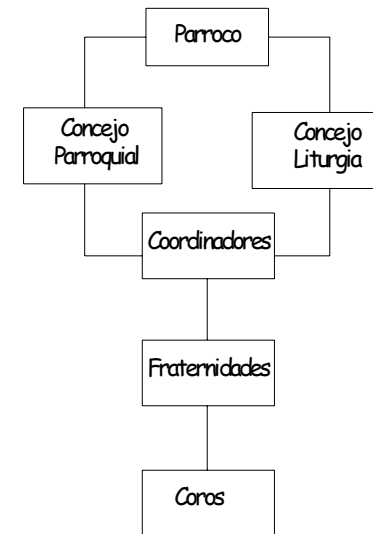 Parroco
Concejo
Parroquial
Concejo
Liturgia
Coordinadores
Fraternidades
Coros